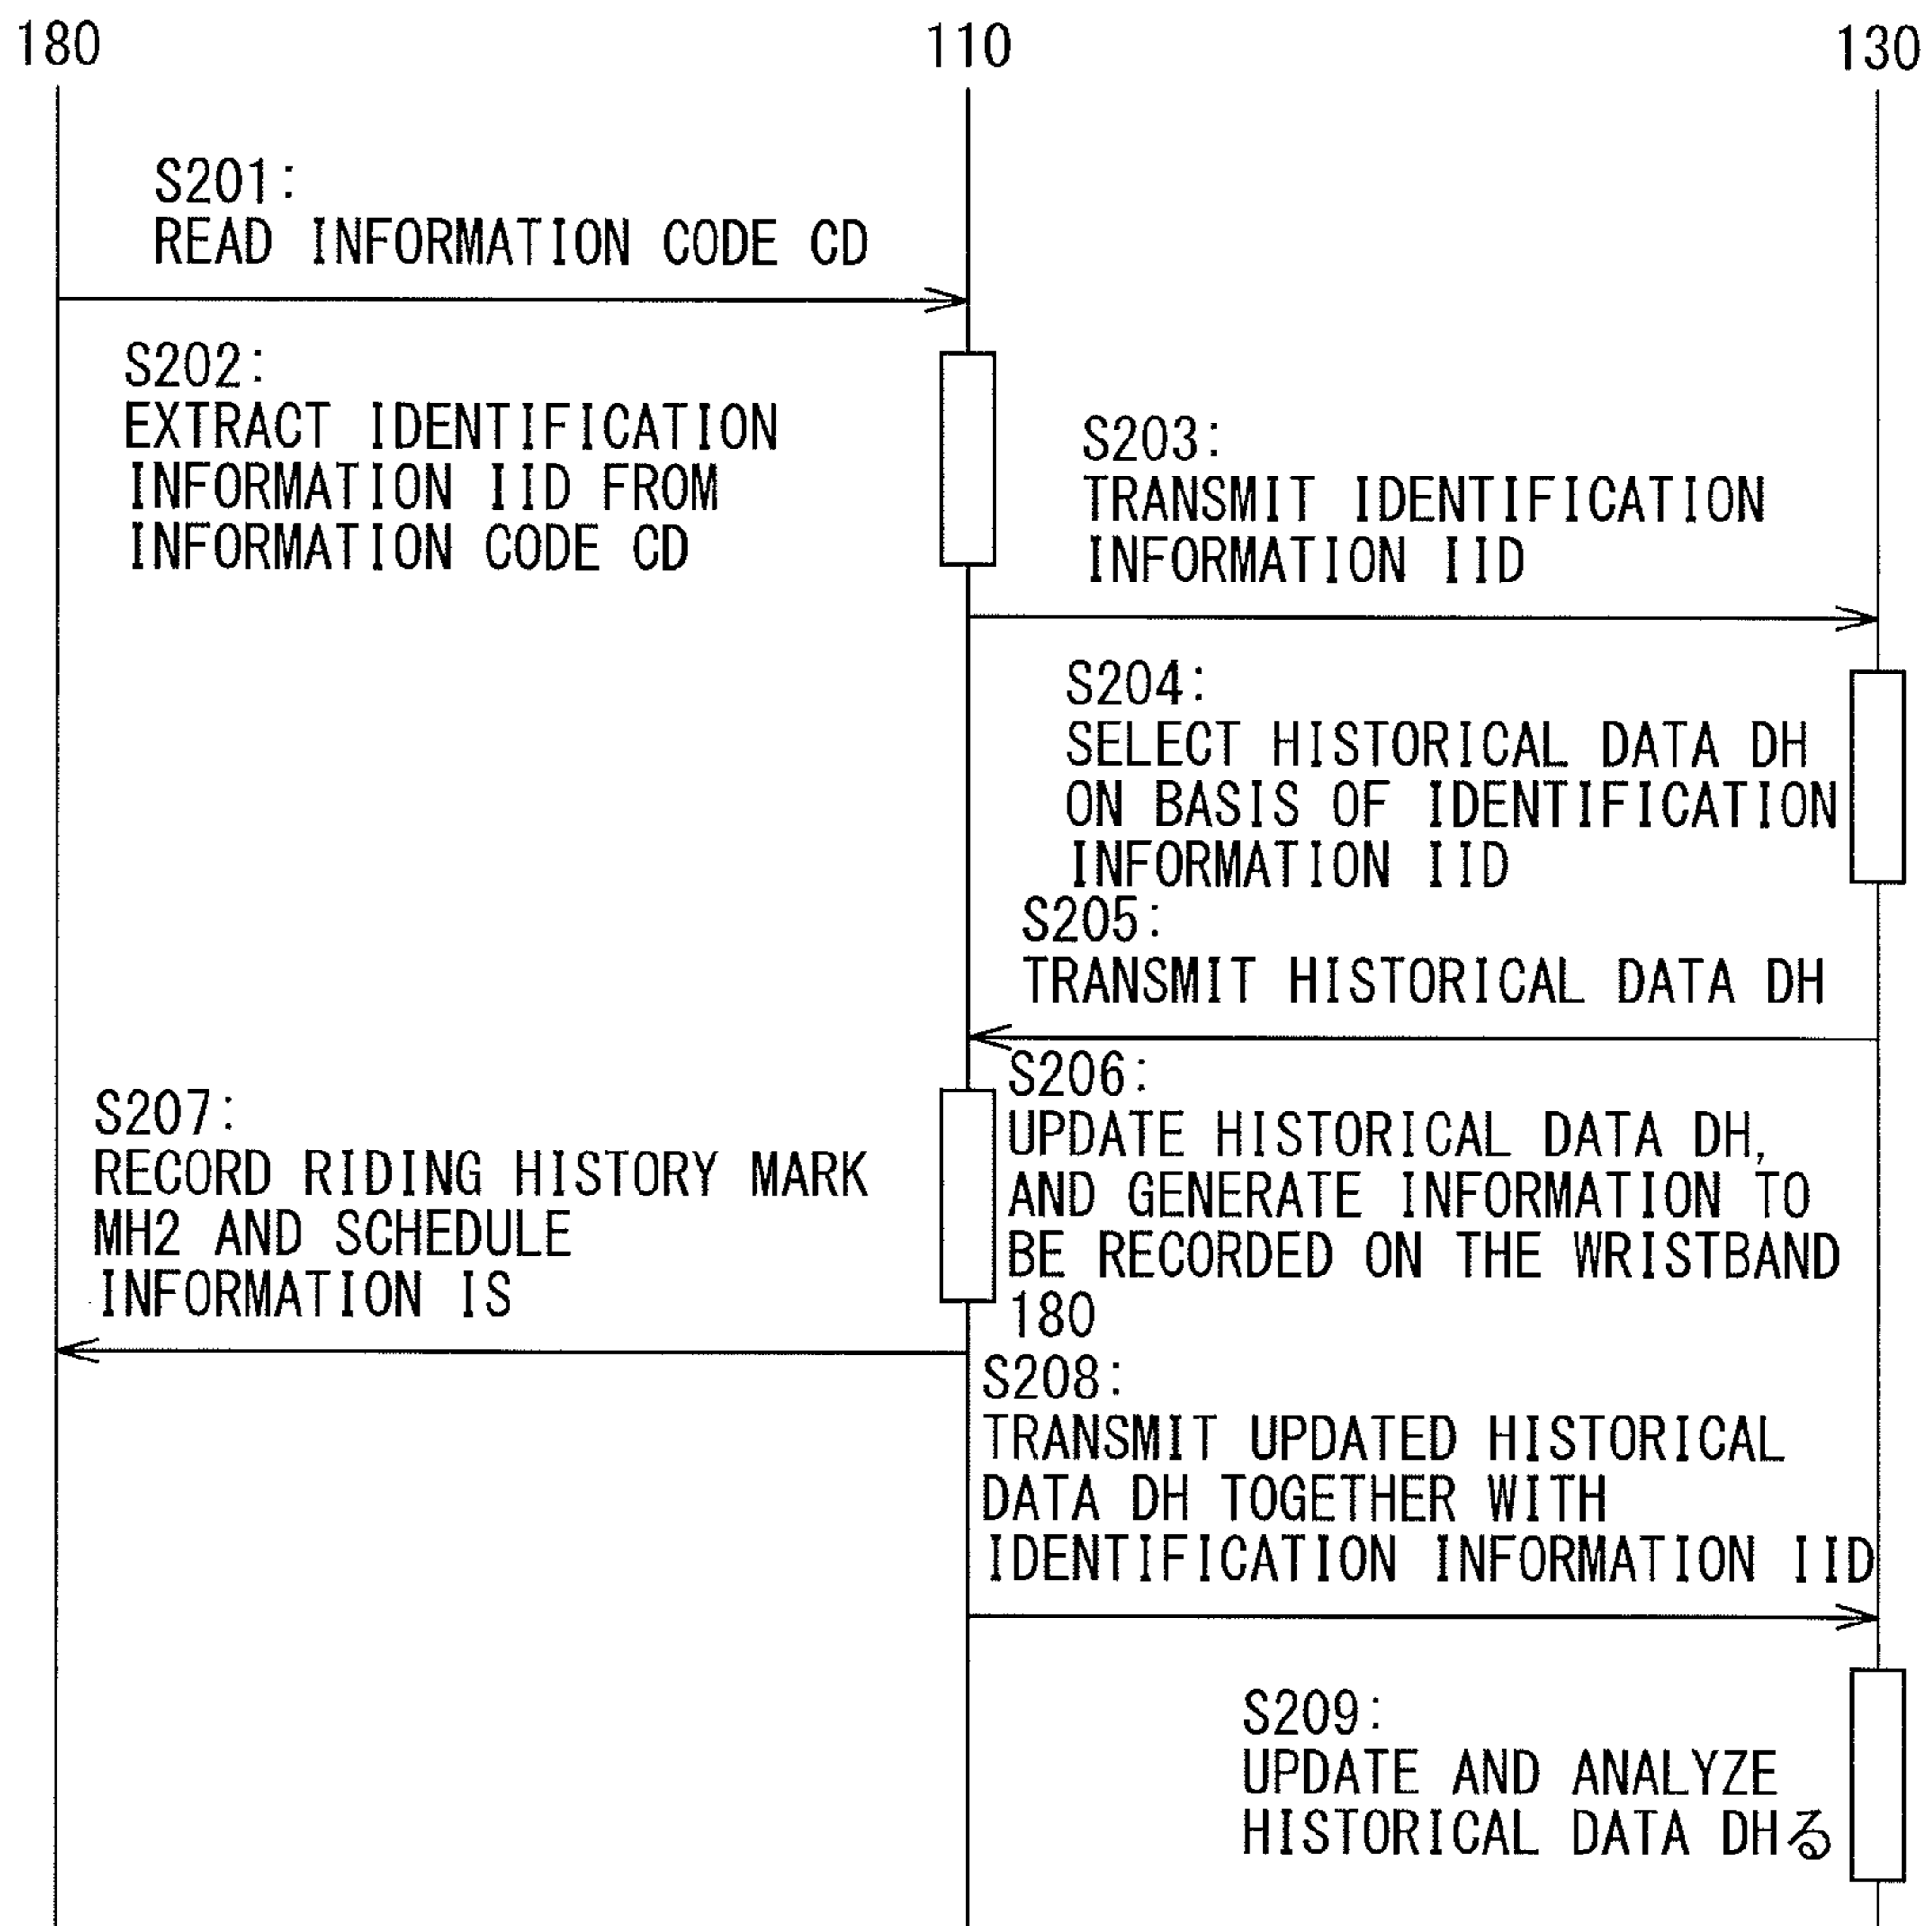 180
110
130
S201:
READ INFORMATION CODE CD
S202:
EXTRACT IDENTIFICATION
INFORMATION IID FROM
INFORMATION CODE CD
S203:
TRANSMIT IDENTIFICATION
INFORMATION IID
S204:
SELECT HISTORICAL DATA DH
ON BASIS OF IDENTIFICATION
INFORMATION IID
S205:
TRANSMIT HISTORICAL DATA DH
S206:
UPDATE HISTORICAL DATA DH,
AND GENERATE INFORMATION TO
BE RECORDED ON THE WRISTBAND
180
S207:
RECORD RIDING HISTORY MARK
MH2 AND SCHEDULE
INFORMATION IS
S208:
TRANSMIT UPDATED HISTORICAL
DATA DH TOGETHER WITH
IDENTIFICATION INFORMATION IID
S209:
UPDATE AND ANALYZE
HISTORICAL DATA DHる